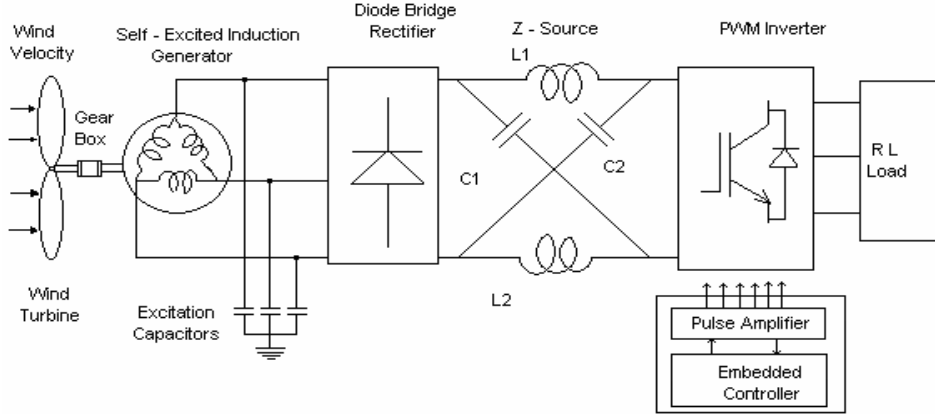 Wind
Velocity
Self - Excited Induction
Generator
Diode Bridge
Rectifier
Z - Source
L1
PWM Inverter
Gear
Box
C1
C2
R L
Load
L2
Wind
Turbine
Excitation
Capacitors
Pulse Amplifier
Embedded
Controller